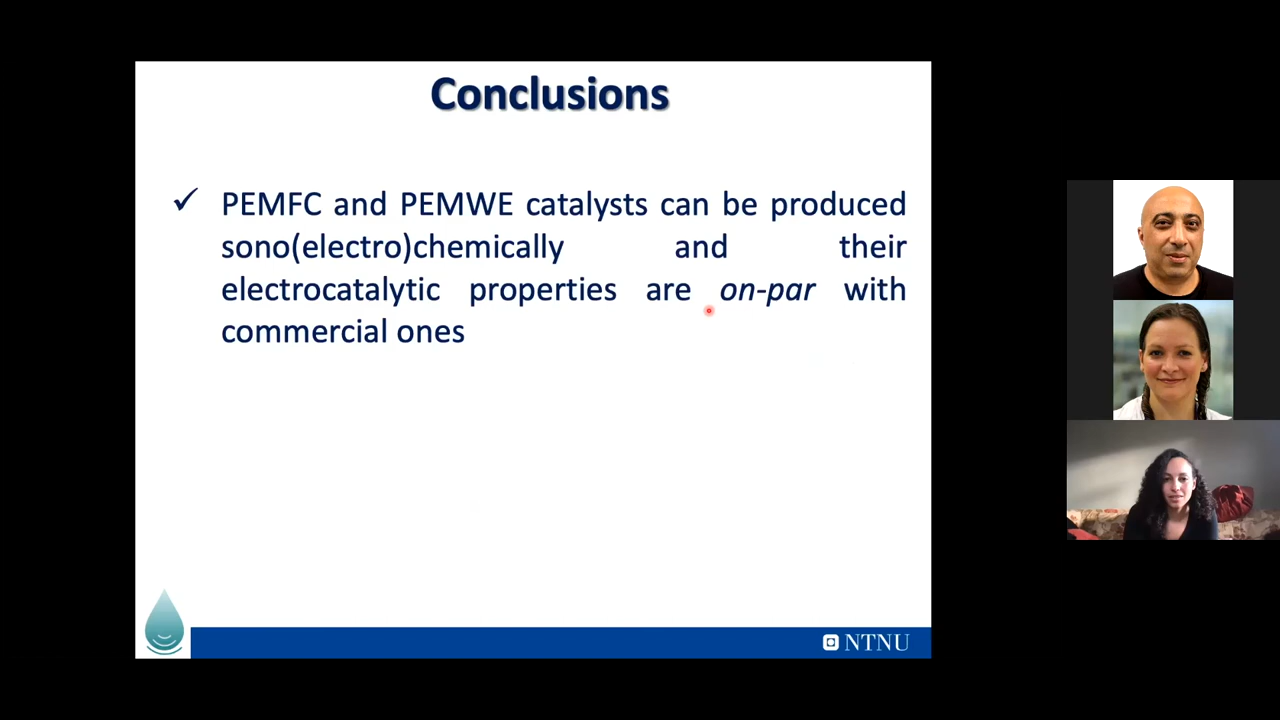 Conclusions
✓ PEMFC and PEMWE catalysts can be produced
sono(electro)chemically and their
electrocatalytic properties are on-par with
commercial ones
NTNU